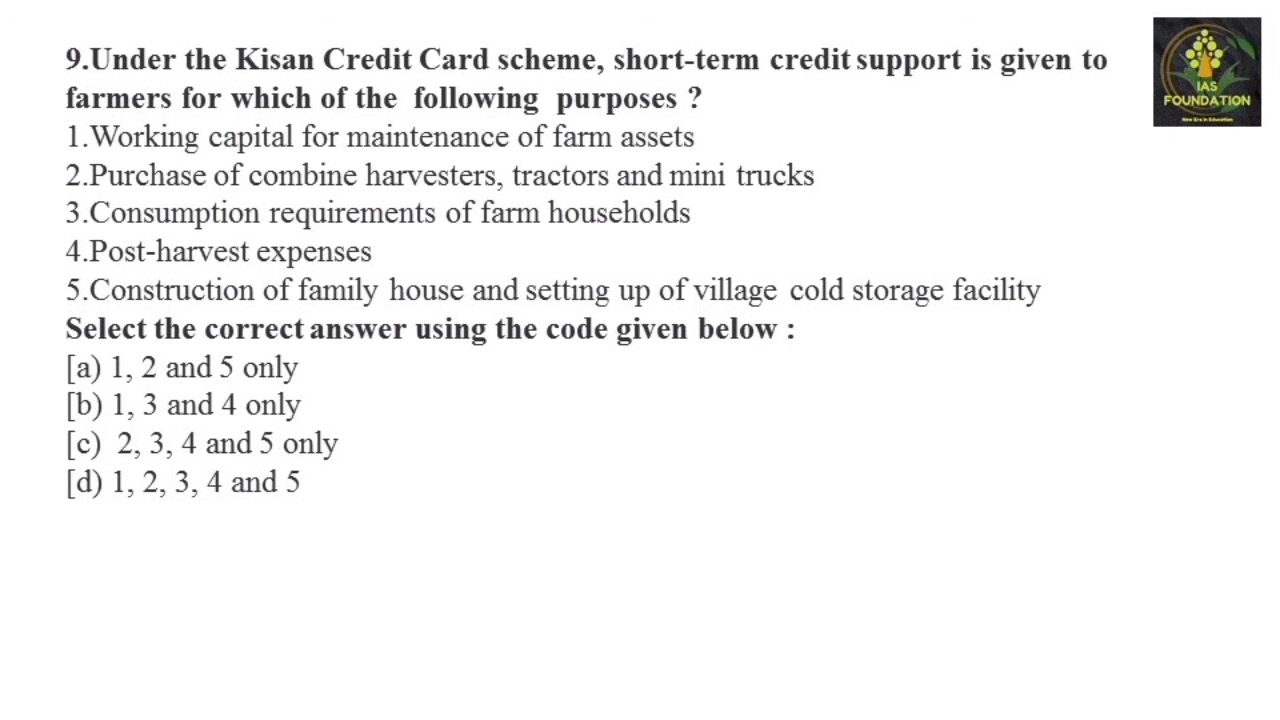 9.Under the Kisan Credit Card scheme, short-term credit support is given to
farmers for which of the following purposes ?
1.Working capital for maintenance of farm assets
2.Purchase of combine harvesters, tractors and mini trucks
3.Consumption requirements of farm households
4.Post-harvest expenses
5.Construction of family house and setting up of village cold storage facility
Select the correct answer using the code given below :
[a) 1, 2 and 5 only
[b) 1, 3 and 4 only
[c) 2, 3, 4 and 5 only
[d) 1, 2, 3, 4 and 5
IAS
FOUNDATION
New Era in Education